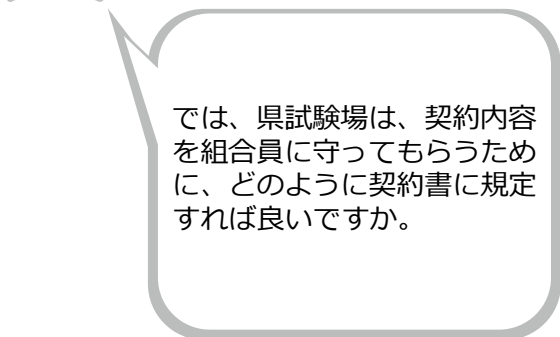 では、県試験場は、契約内容
を組合員に守ってもらうため
に、どのように契約書に規定
すれば良いですか。